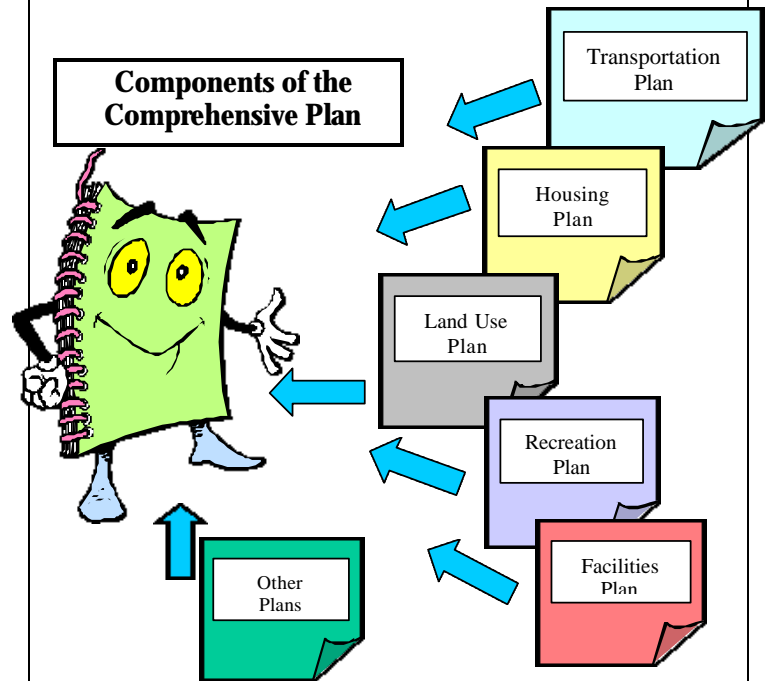 Components of the
Comprehensive Plan
Transportation
Plan
Housing
Plan
Land Use
Plan
Recreation
Plan
Facilities
Plan
Other
Plans